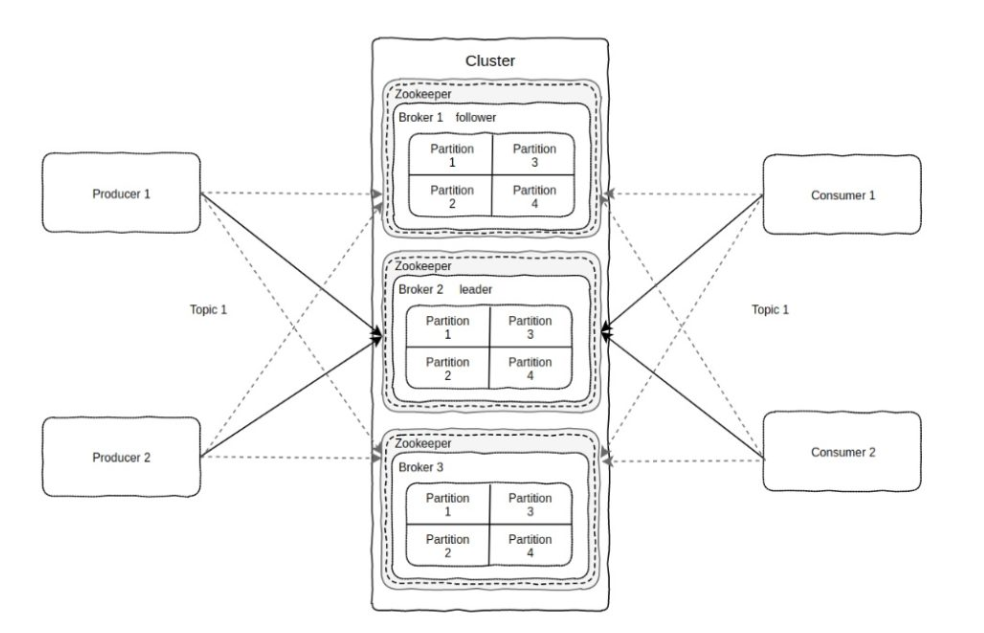 Cluster
Zookeeper
Broker 1 follower
Partition 1
Partition 3
Partition 2
Partition 4
Producer 1
Consumer 1
Zookeeper
Broker 2 leader
Topic 1
Topic 1
Partition 1
Partition 3
Partition 2
Partition 4
Zookeeper
Producer 2
Consumer 2
Broker 3
Partition 1
Partition 3
Partition 2
Partition 4